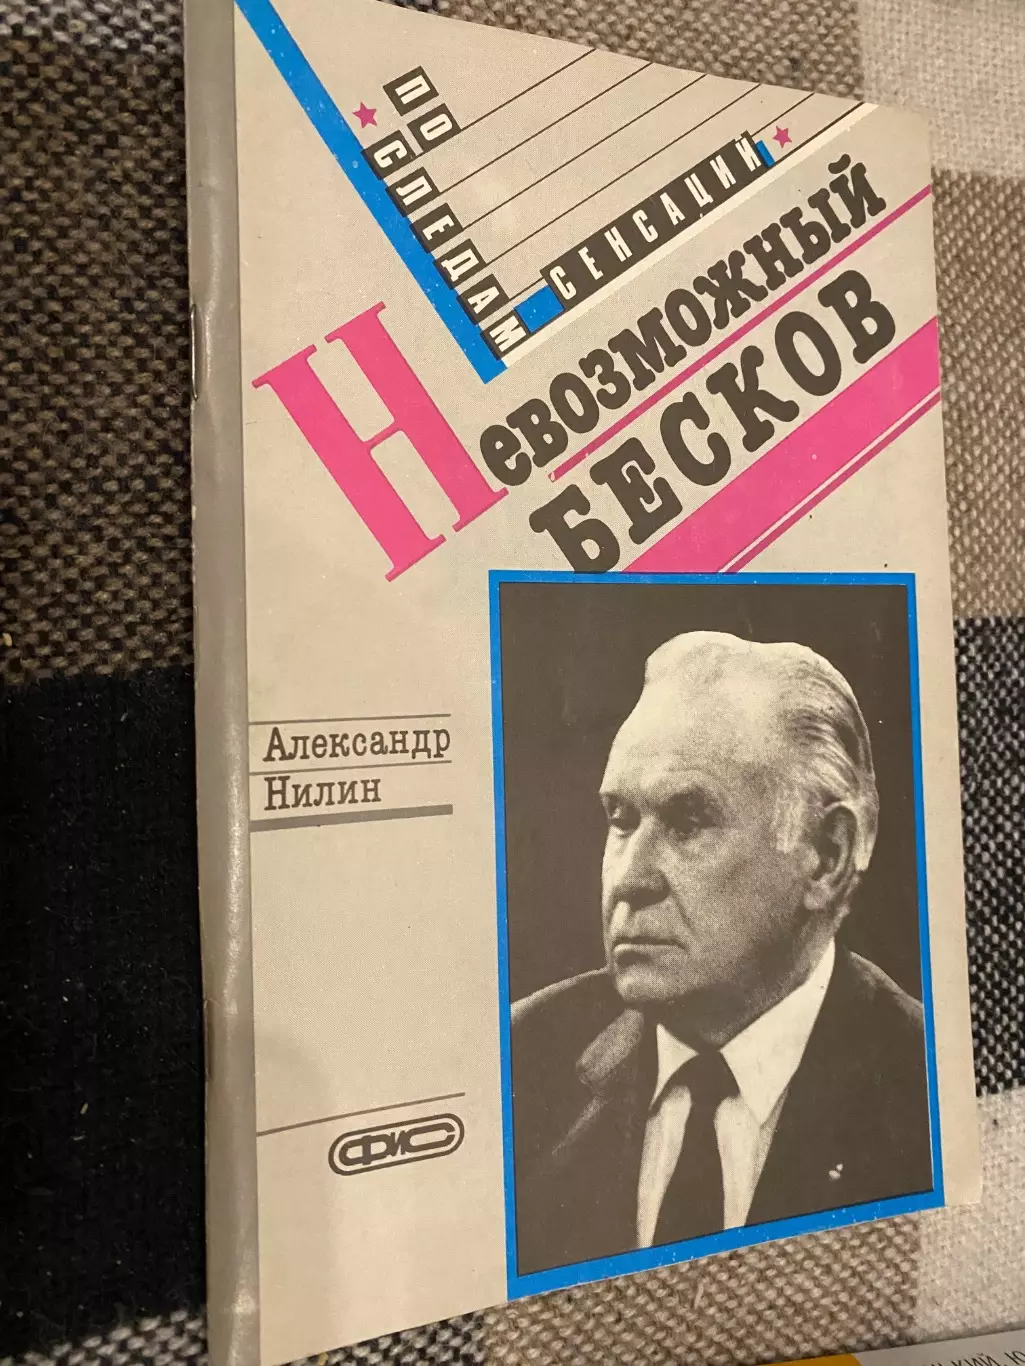 ПО СЛЕДАМ
СЕНСАЦИЙ
Невозможный
БЕСКОВ
Александр
Нилин
ФиС